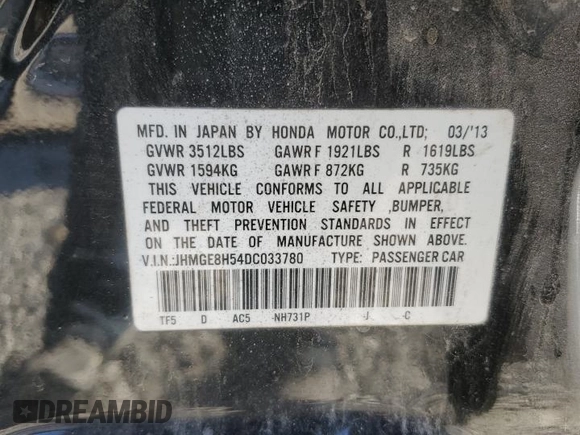 MFD. IN JAPAN BY HONDA MOTOR CO.,LTD; 03/'13
GVWR 3512LBS GAWR F 1921LBS R 1619LBS
GVWR 1594KG GAWR F 872KG R 735KG
THIS VEHICLE CONFORMS TO ALL APPLICABLE
FEDERAL MOTOR VEHICLE SAFETY ,BUMPER,
AND THEFT PREVENTION STANDARDS IN EFFECT
ON THE DATE OF MANUFACTURE SHOWN ABOVE.
V.I.N.:JHMGE8H54DC033780 TYPE: PASSENGER CAR
TF5 D AC5 -NH731P -J -C
DREAMBID